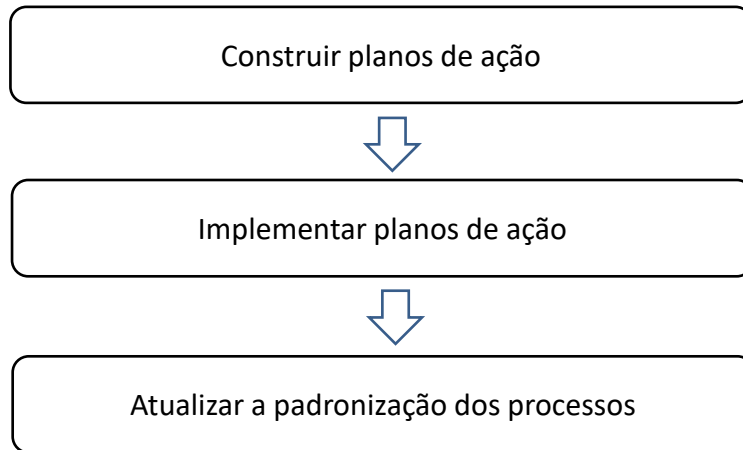 Construir planos de ação
Implementar planos de ação
Atualizar a padronização dos processos